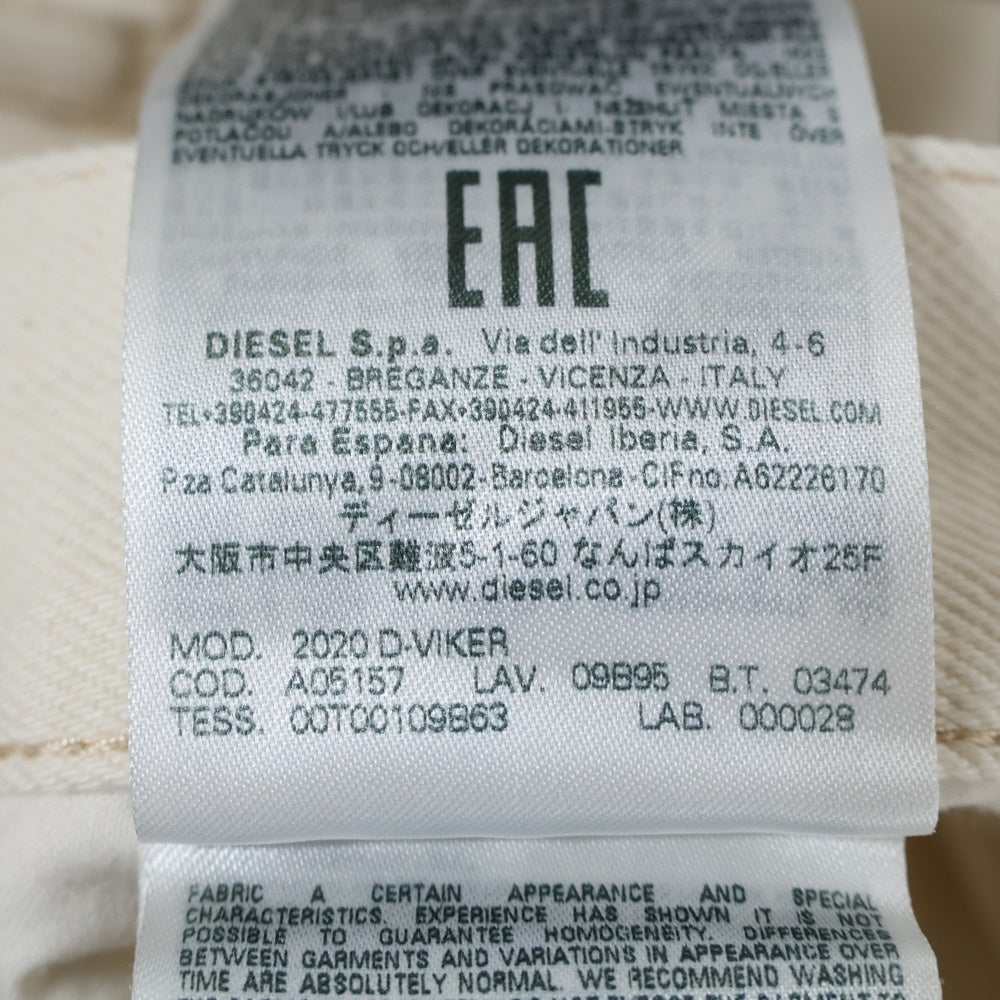 DEKORASJONER I NIE PRASOWAĆ EWENTUALNYCH
NADRUKÓW I/LUB DEKORACJ I. NEŽEHLIT MIESTA S
POTLAČOU A/ALEBO DEKORÁCIAMI-STRYK INTE ÖVER
EVENTUELLA TRYCK OCH/ELLER DEKORATIONER
EAC
DIESEL S.p.a. Via dell' Industria, 4-6
36042 - BREGANZE - VICENZA - ITALY
TEL+390424-477555-FAX+390424-411955-WWW.DIESEL.COM
Para Espana: Diesel Iberia, S.A.
P.za Catalunya, 9 -08002- Barcelona - CIF no. A62226170
ディーゼルジャパン(株)
大阪市中央区難波5-1-60 なんばスカイオ25F
www.diesel.co.jp
MOD. 2020 D-VIKER
COD. A05157 LAV. 09B95 B.T. 03474
TESS. 00T00109B63 LAB. 000028
FABRIC A CERTAIN APPEARANCE AND SPECIAL
CHARACTERISTICS. EXPERIENCE HAS SHOWN IT IS NOT
POSSIBLE TO GUARANTEE HOMOGENEITY. DIFFERENCES
BETWEEN GARMENTS AND VARIATIONS IN APPEARANCE OVER
TIME ARE ABSOLUTELY NORMAL. WE RECOMMEND WASHING